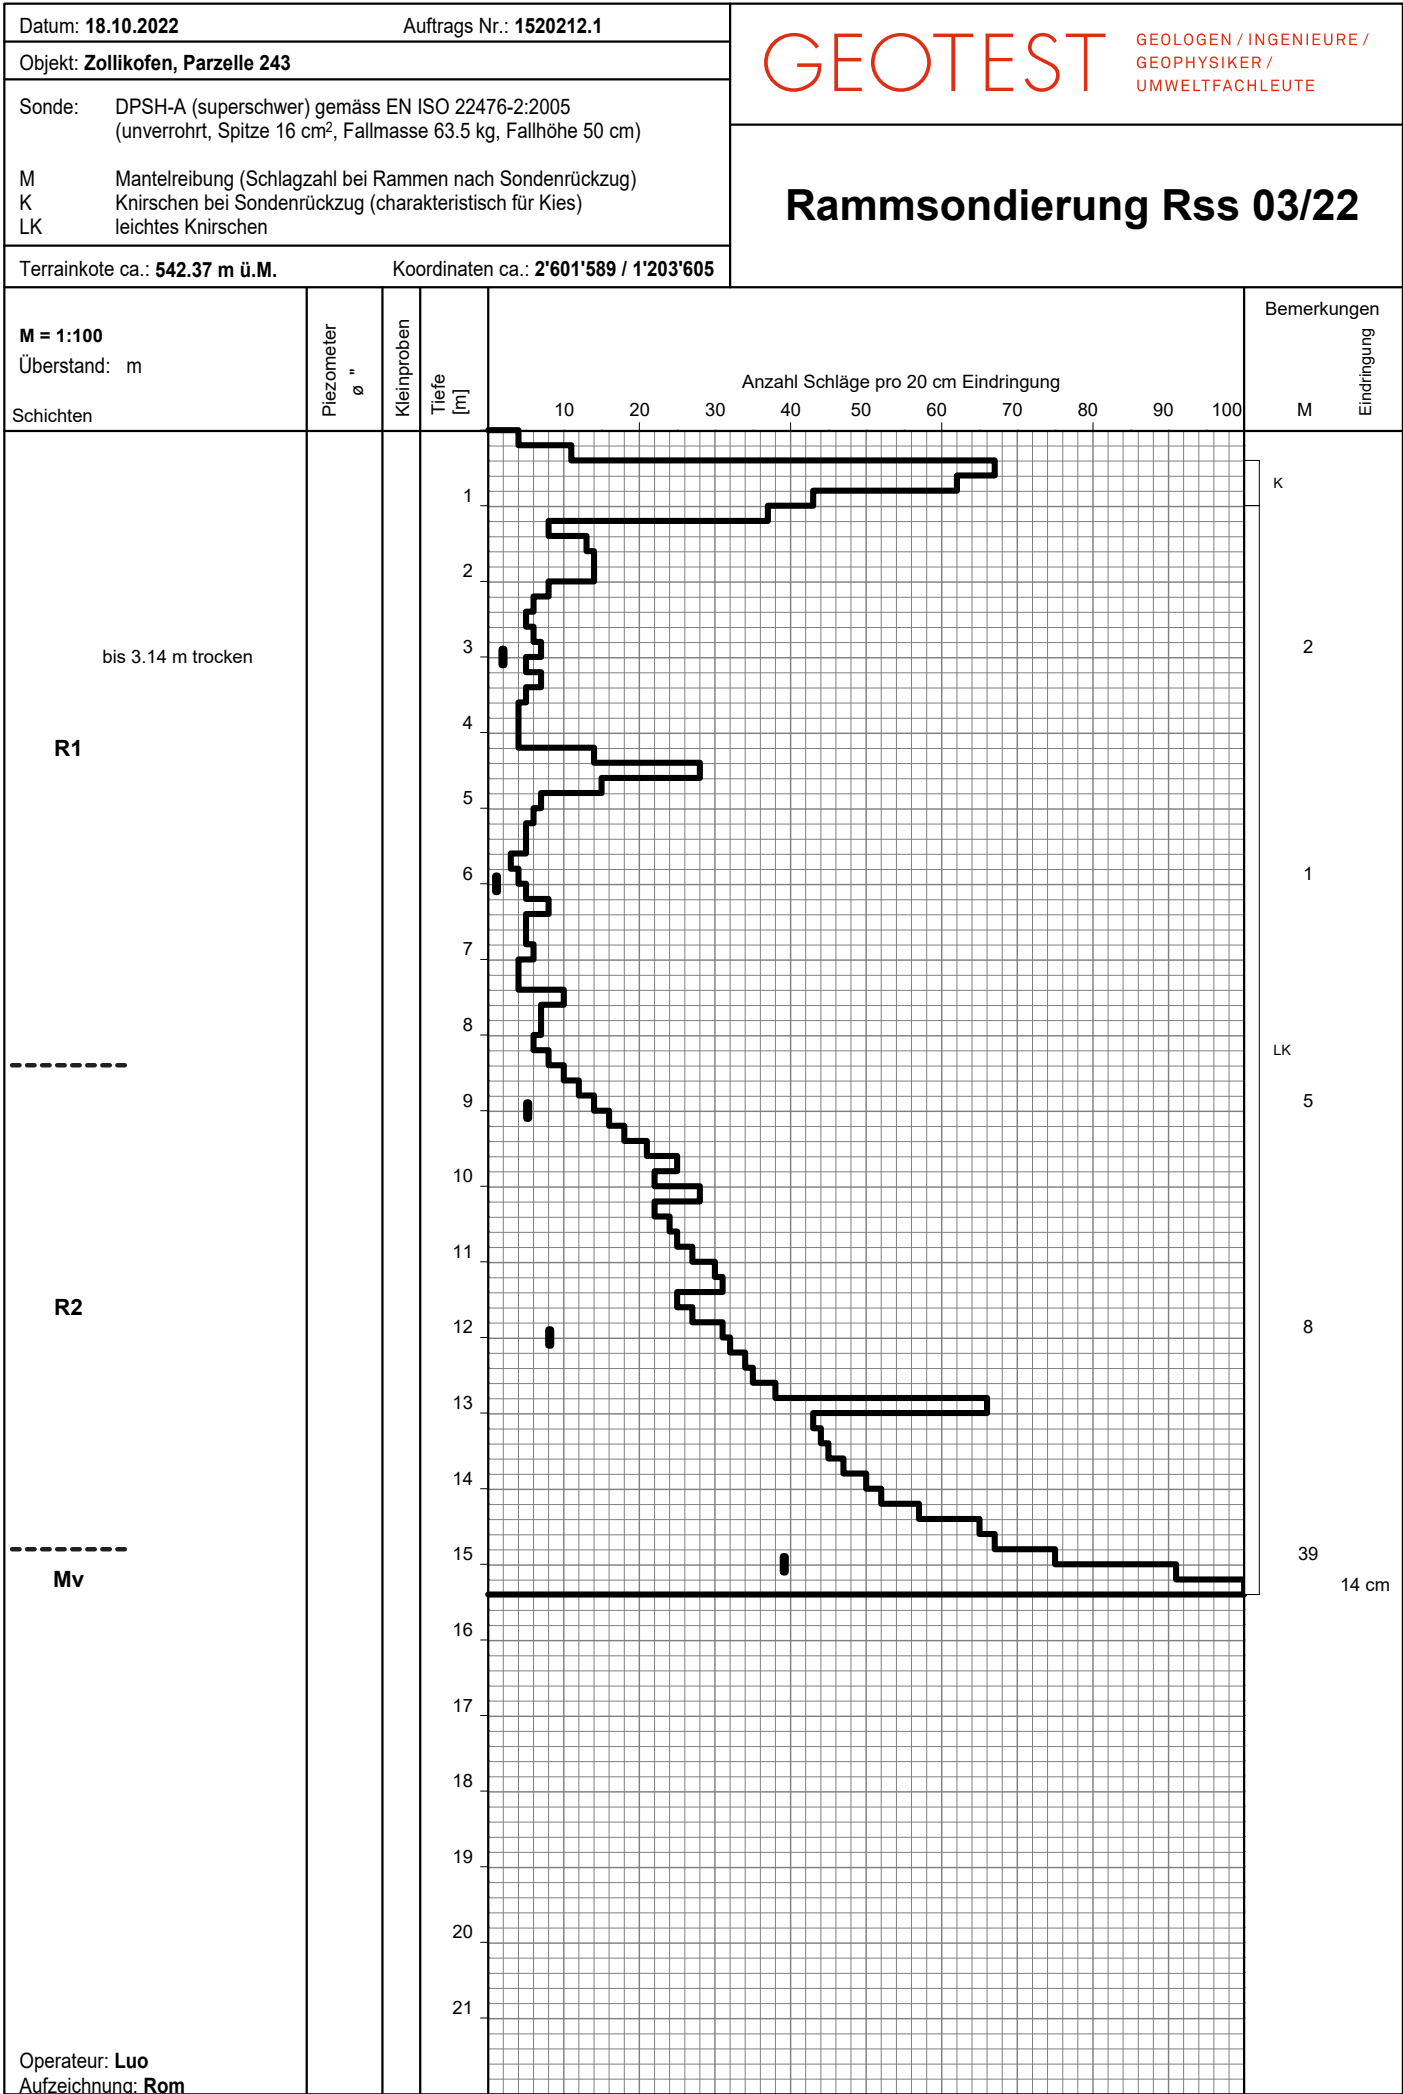 Datum: 18.10.2022 Auftrags Nr.: 1520212.1
Objekt: Zollikofen, Parzelle 243
Sonde: DPSH-A (superschwer) gemäss EN ISO 22476-2:2005
(unverrohrt, Spitze 16 cm², Fallmasse 63.5 kg, Fallhöhe 50 cm)
M Mantelreibung (Schlagzahl bei Rammen nach Sondenrückzug)
K Knirschen bei Sondenrückzug (charakteristisch für Kies)
LK leichtes Knirschen
Terrainkote ca.: 542.37 m ü.M. Koordinaten ca.: 2'601'589 / 1'203'605
GEOTEST
GEOLOGEN / INGENIEURE /
GEOPHYSIKER /
UMWELTFACHLEUTE
Rammsondierung Rss 03/22
M = 1:100
Überstand: m
Schichten
Piezometer
ø "
Kleinproben
Tiefe
[m]
Anzahl Schläge pro 20 cm Eindringung
10 20 30 40 50 60 70 80 90 100
Bemerkungen
M
Eindringung
1
K
2
3
bis 3.14 m trocken
2
4
R1
5
6
1
7
8
LK
9
5
10
11
R2
12
8
13
14
15
39
Mv
14 cm
16
17
18
19
20
21
Operateur: Luo
Aufzeichnung: Rom